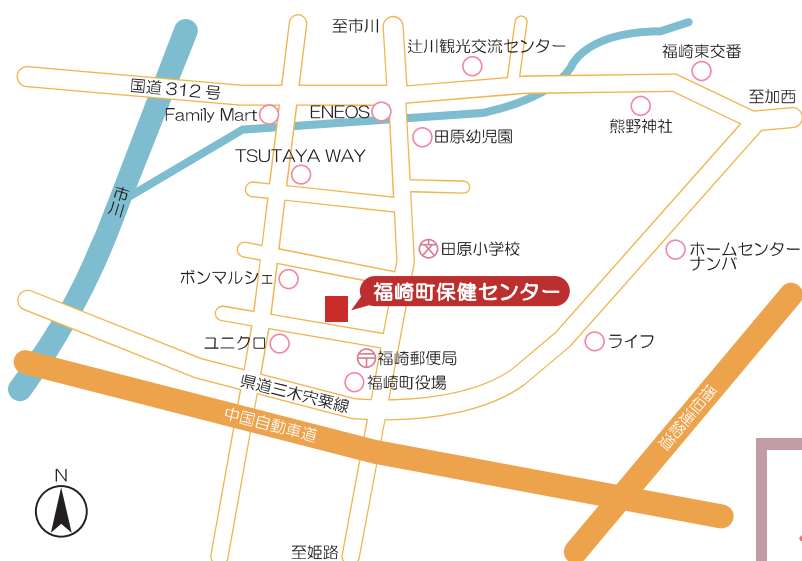 至市川
辻川観光交流センター
福崎東交番
国道312号
至加西
Family Mart
ENEOS
熊野神社
田原幼児園
TSUTAYA WAY
市川
田原小学校
ホームセンター
ナンバ
ボンマルシェ
福崎町保健センター
ユニクロ
ライフ
福崎郵便局
福崎町役場
県道三木宍粟線
中国自動車道
播但連絡道
N
至姫路